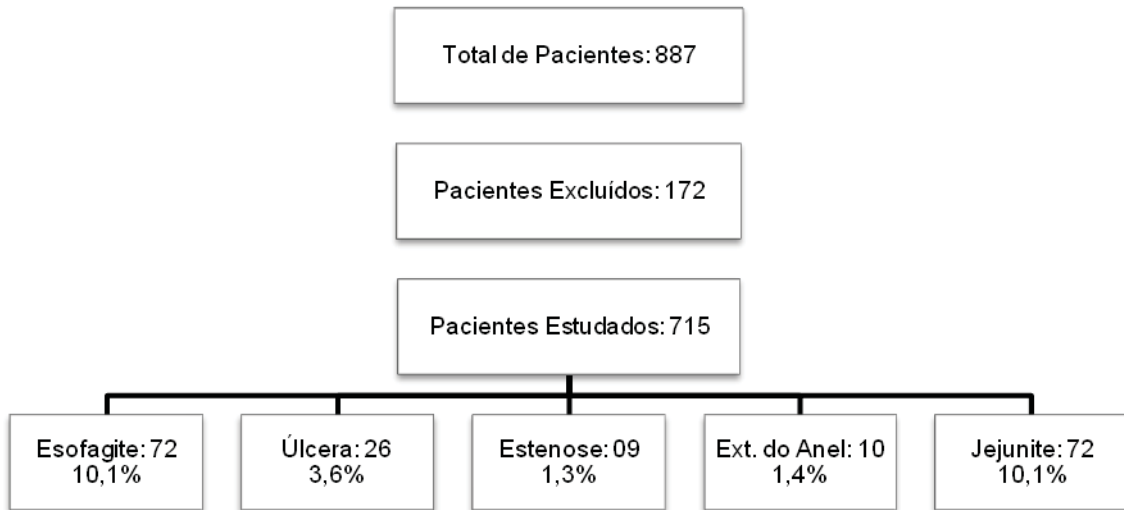 Total de Pacientes: 887
Pacientes Excluídos: 172
Pacientes Estudados: 715
Esofagite: 72
10,1%
Úlcera: 26
3,6%
Estenose: 09
1,3%
Ext. do Anel: 10
1,4%
Jejunite: 72
10,1%